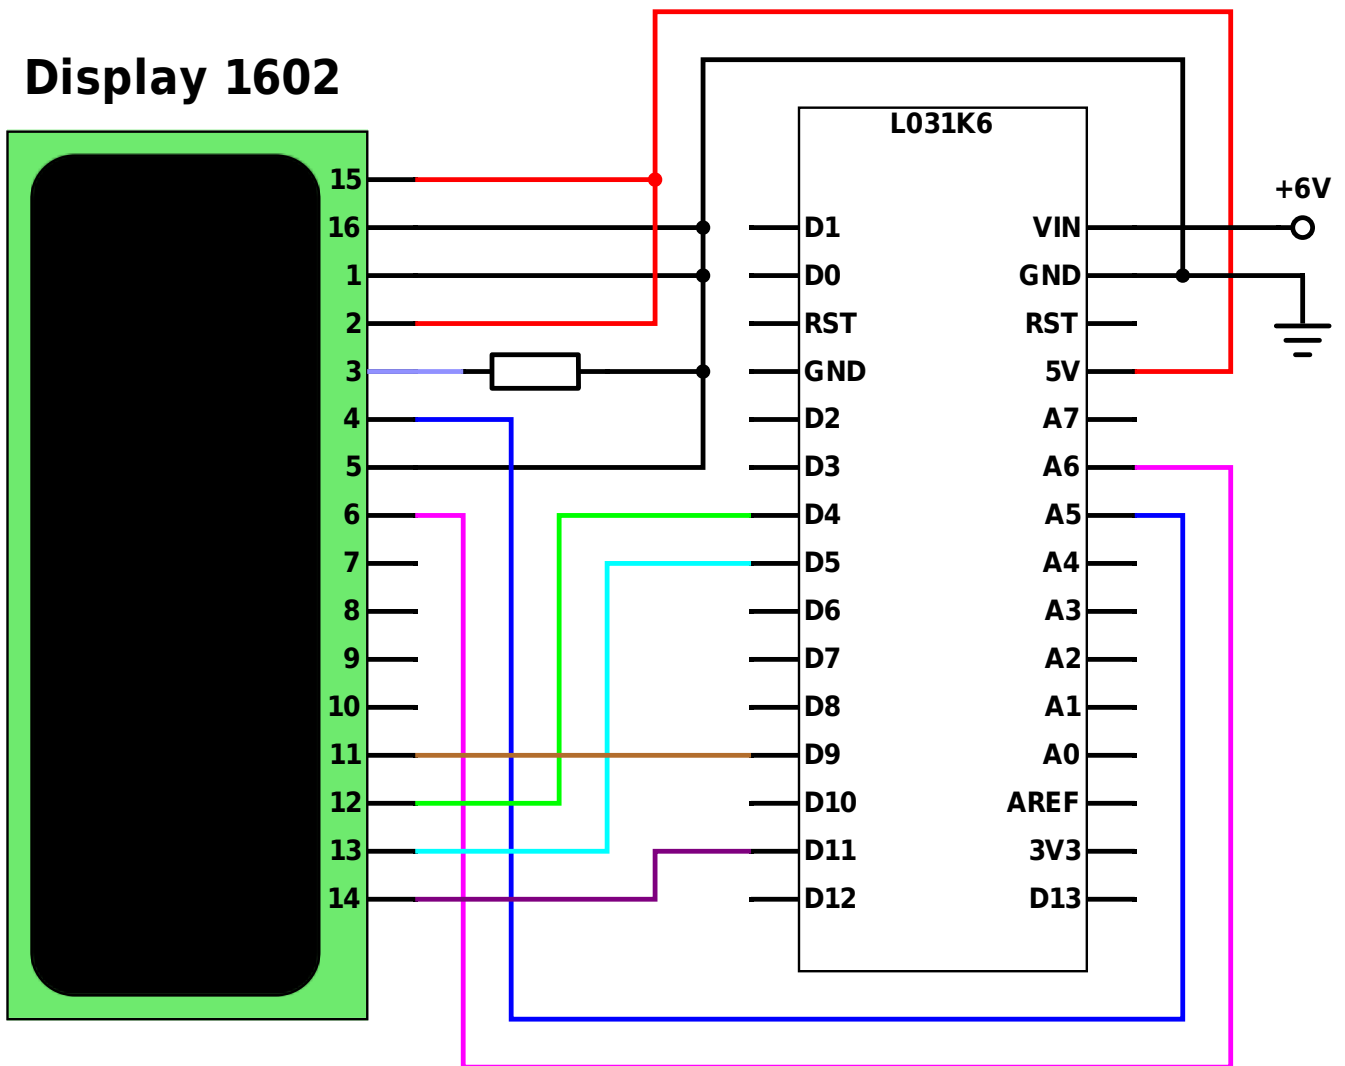 Display 1602
15
16
1
2
3
4
5
6
7
8
9
10
11
12
13
14
L031K6
D1
D0
RST
GND
D2
D3
D4
D5
D6
D7
D8
D9
D10
D11
D12
VIN
GND
RST
5V
A7
A6
A5
A4
A3
A2
A1
A0
AREF
3V3
D13
+6V